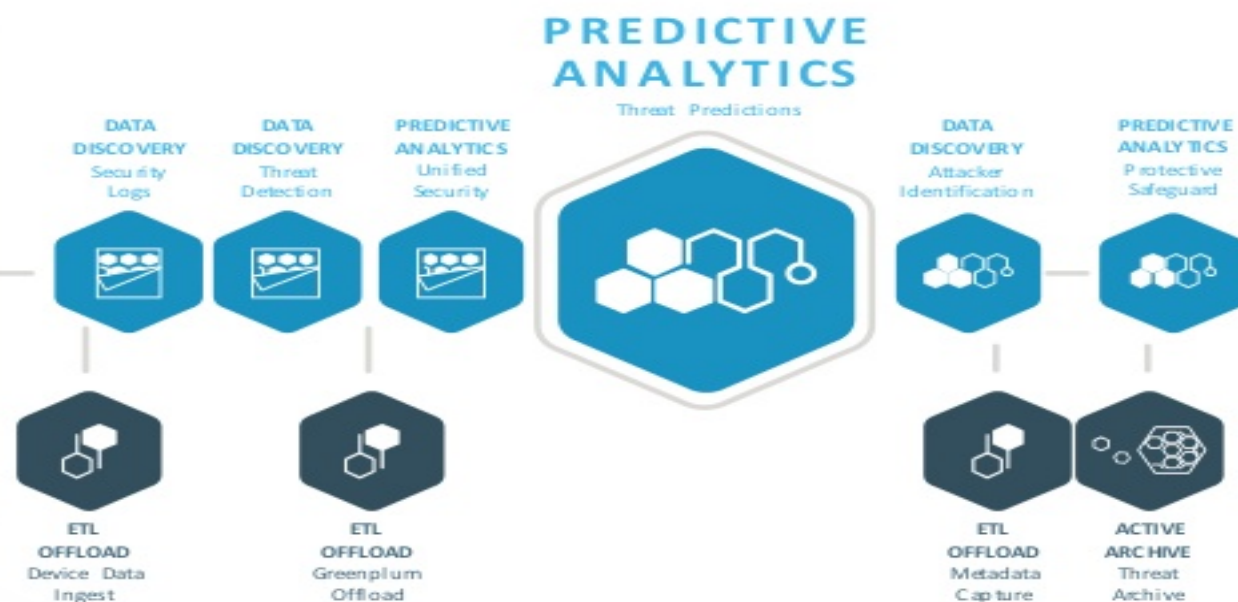 PREDICTIVE
ANALYTICS
Threat Predictions
DATA
DISCOVERY
Security
Logs
DATA
DISCOVERY
Threat
Detection
PREDICTIVE
ANALYTICS
Unified
Security
DATA
DISCOVERY
Attacker
Identification
PREDICTIVE
ANALYTICS
Protective
Safeguard
ETL
OFFLOAD
Device Data
Ingest
ETL
OFFLOAD
Greenplum
Offload
ETL
OFFLOAD
Metadata
Capture
ACTIVE
ARCHIVE
Threat
Archive